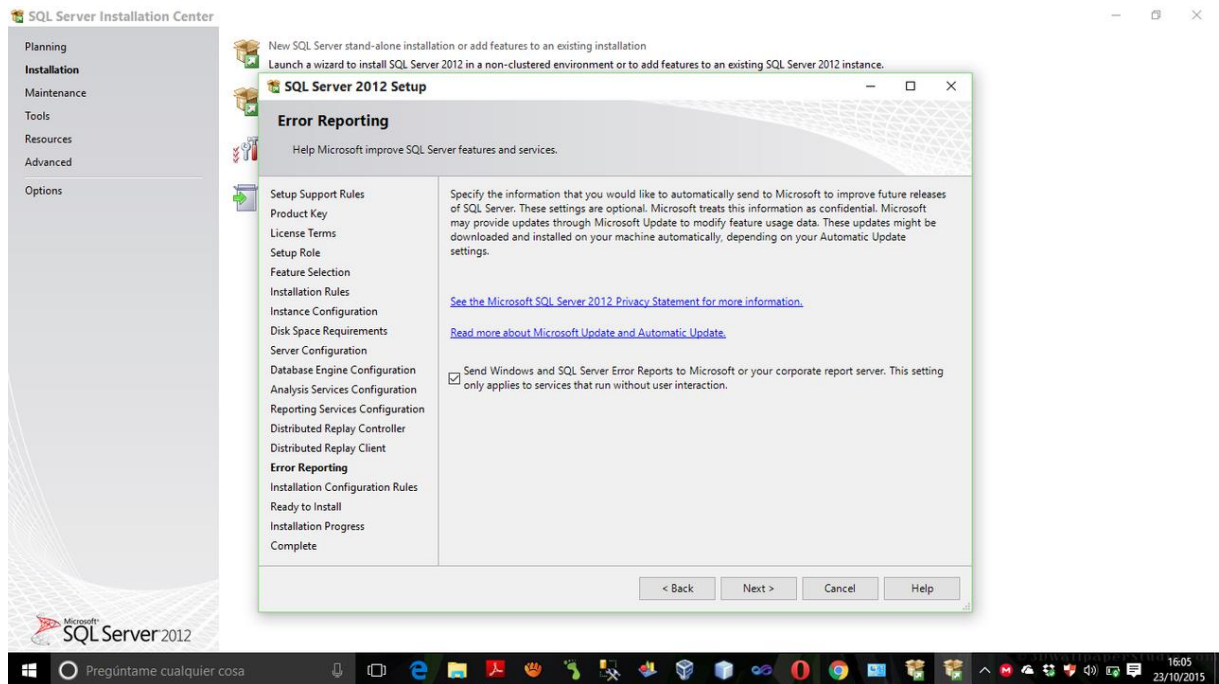 SQL Server Installation Center
Planning
Installation
Maintenance
Tools
Resources
Advanced
Options
New SQL Server stand-alone installation or add features to an existing installation
Launch a wizard to install SQL Server 2012 in a non-clustered environment or to add features to an existing SQL Server 2012 instance.
SQL Server 2012 Setup
Error Reporting
Help Microsoft improve SQL Server features and services.
Setup Support Rules
Product Key
License Terms
Setup Role
Feature Selection
Installation Rules
Instance Configuration
Disk Space Requirements
Server Configuration
Database Engine Configuration
Analysis Services Configuration
Reporting Services Configuration
Distributed Replay Controller
Distributed Replay Client
Error Reporting
Installation Configuration Rules
Ready to Install
Installation Progress
Complete
Specify the information that you would like to automatically send to Microsoft to improve future releases
of SQL Server. These settings are optional. Microsoft treats this information as confidential. Microsoft
may provide updates through Microsoft Update to modify feature usage data. These updates might be
downloaded and installed on your machine automatically, depending on your Automatic Update
settings.
See the Microsoft SQL Server 2012 Privacy Statement for more information.
Read more about Microsoft Update and Automatic Update.
Send Windows and SQL Server Error Reports to Microsoft or your corporate report server. This setting
only applies to services that run without user interaction.
< Back
Next >
Cancel
Help
Microsoft
SQL Server 2012
Pregúntame cualquier cosa
16:05
23/10/2015